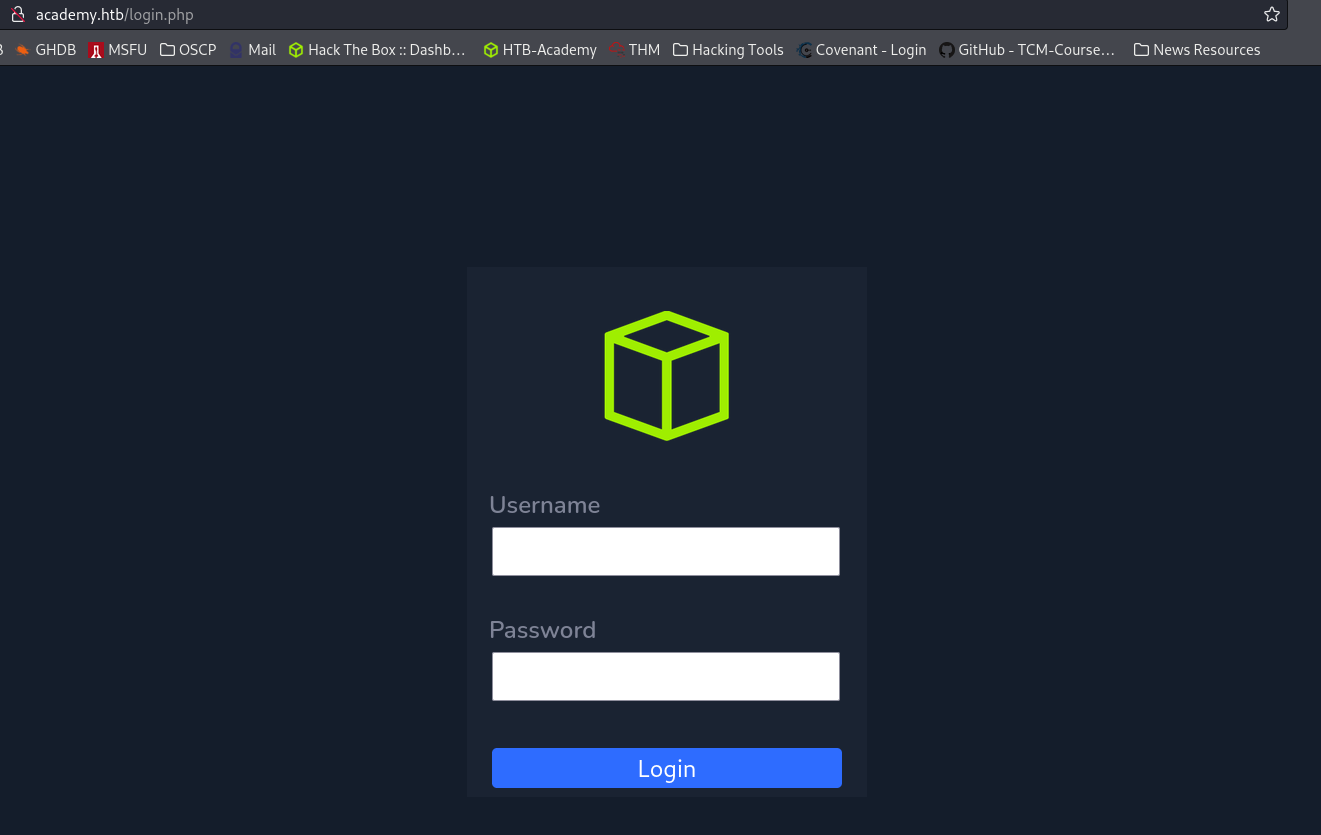 academy.htb/login.php
GHDB MSFU OSCP Mail Hack The Box :: Dashb... HTB-Academy THM Hacking Tools Covenant - Login GitHub - TCM-Course... News Resources
Username
Password
Login